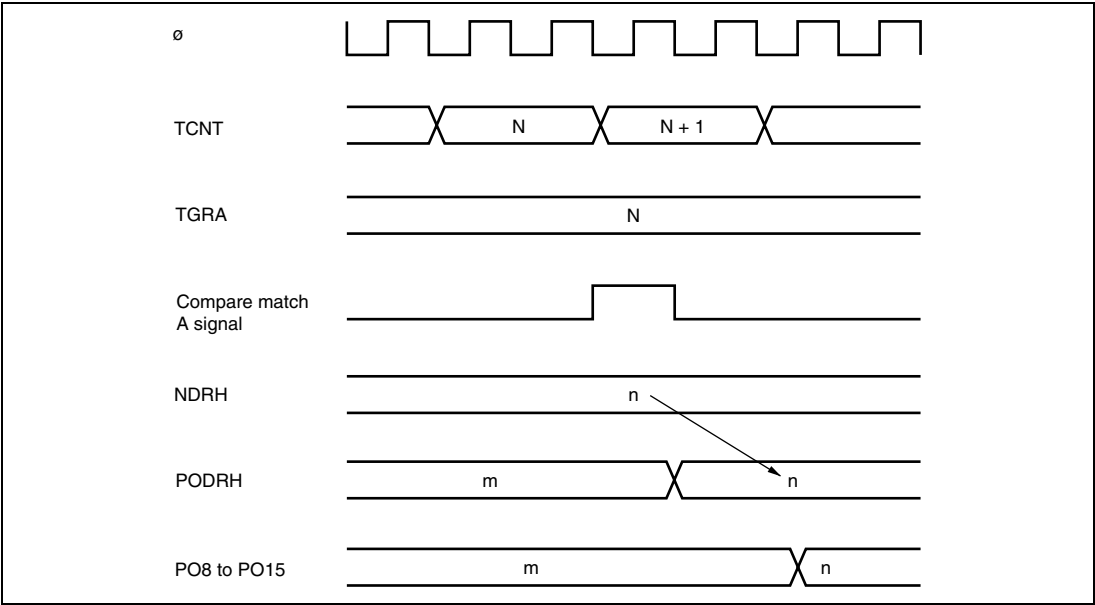 ø
TCNT
N
N + 1
TGRA
N
Compare match
A signal
NDRH
n
PODRH
m
n
PO8 to PO15
m
n